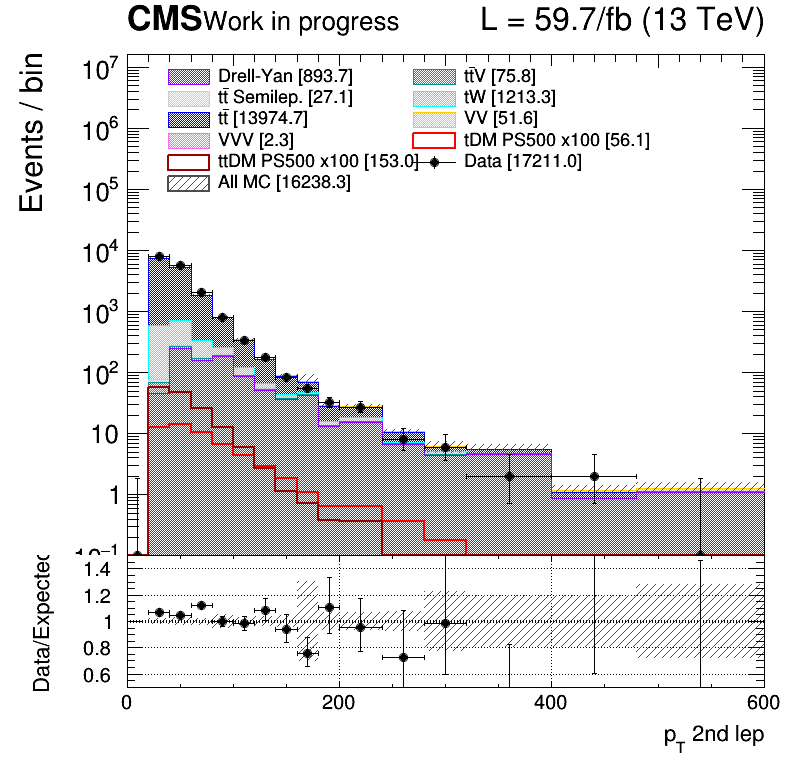 CMS Work in progress L = 59.7/fb (13 TeV)
Events / bin
Drell-Yan [893.7] tt̄V [75.8]
tt̄ Semilep. [27.1] tW [1213.3]
tt̄ [13974.7] VV [51.6]
VVV [2.3] tDM PS500 x100 [56.1]
ttDM PS500 x100 [153.0] Data [17211.0]
All MC [16238.3]
10⁷
10⁶
10⁵
10⁴
10³
10²
10
1
10⁻¹
Data/Expected
1.4
1.2
1
0.8
0.6
0 200 400 600
p_T 2nd lep